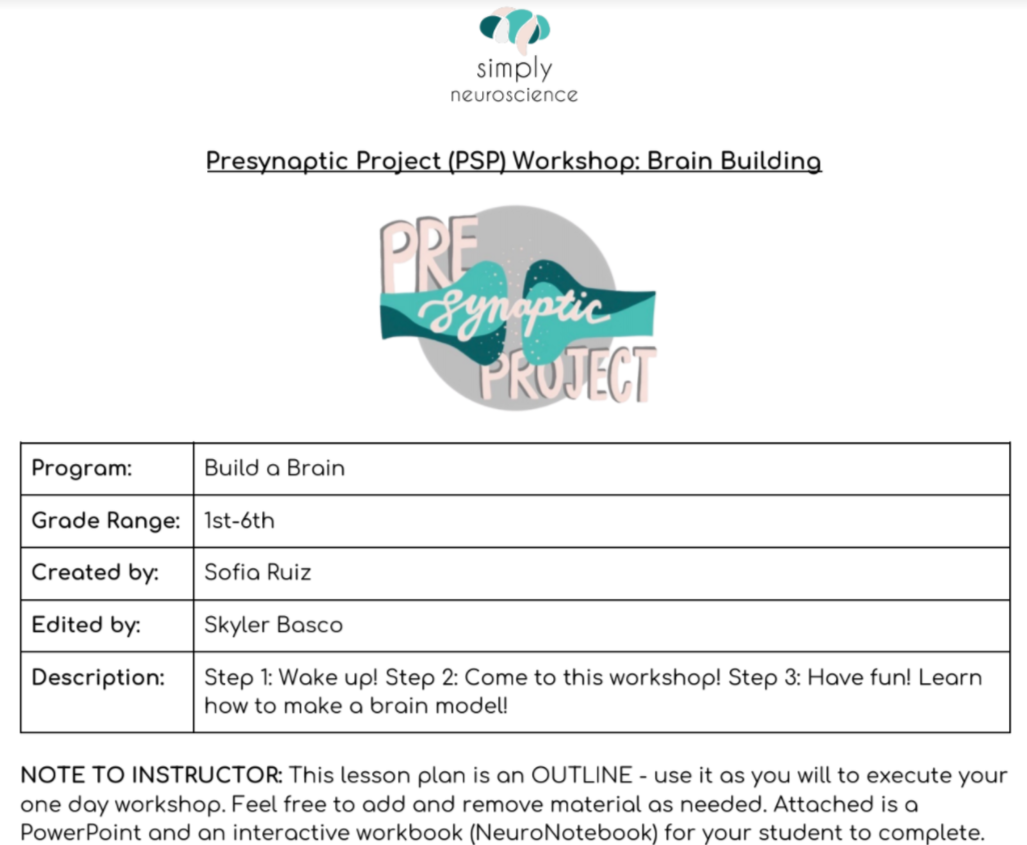 simply
neuroscience
Presynaptic Project (PSP) Workshop: Brain Building
PRE
Synaptic
PROJECT
Program: Build a Brain
Grade Range: 1st-6th
Created by: Sofia Ruiz
Edited by: Skyler Basco
Description: Step 1: Wake up! Step 2: Come to this workshop! Step 3: Have fun! Learn
how to make a brain model!
NOTE TO INSTRUCTOR: This lesson plan is an OUTLINE - use it as you will to execute your
one day workshop. Feel free to add and remove material as needed. Attached is a
PowerPoint and an interactive workbook (NeuroNotebook) for your student to complete.